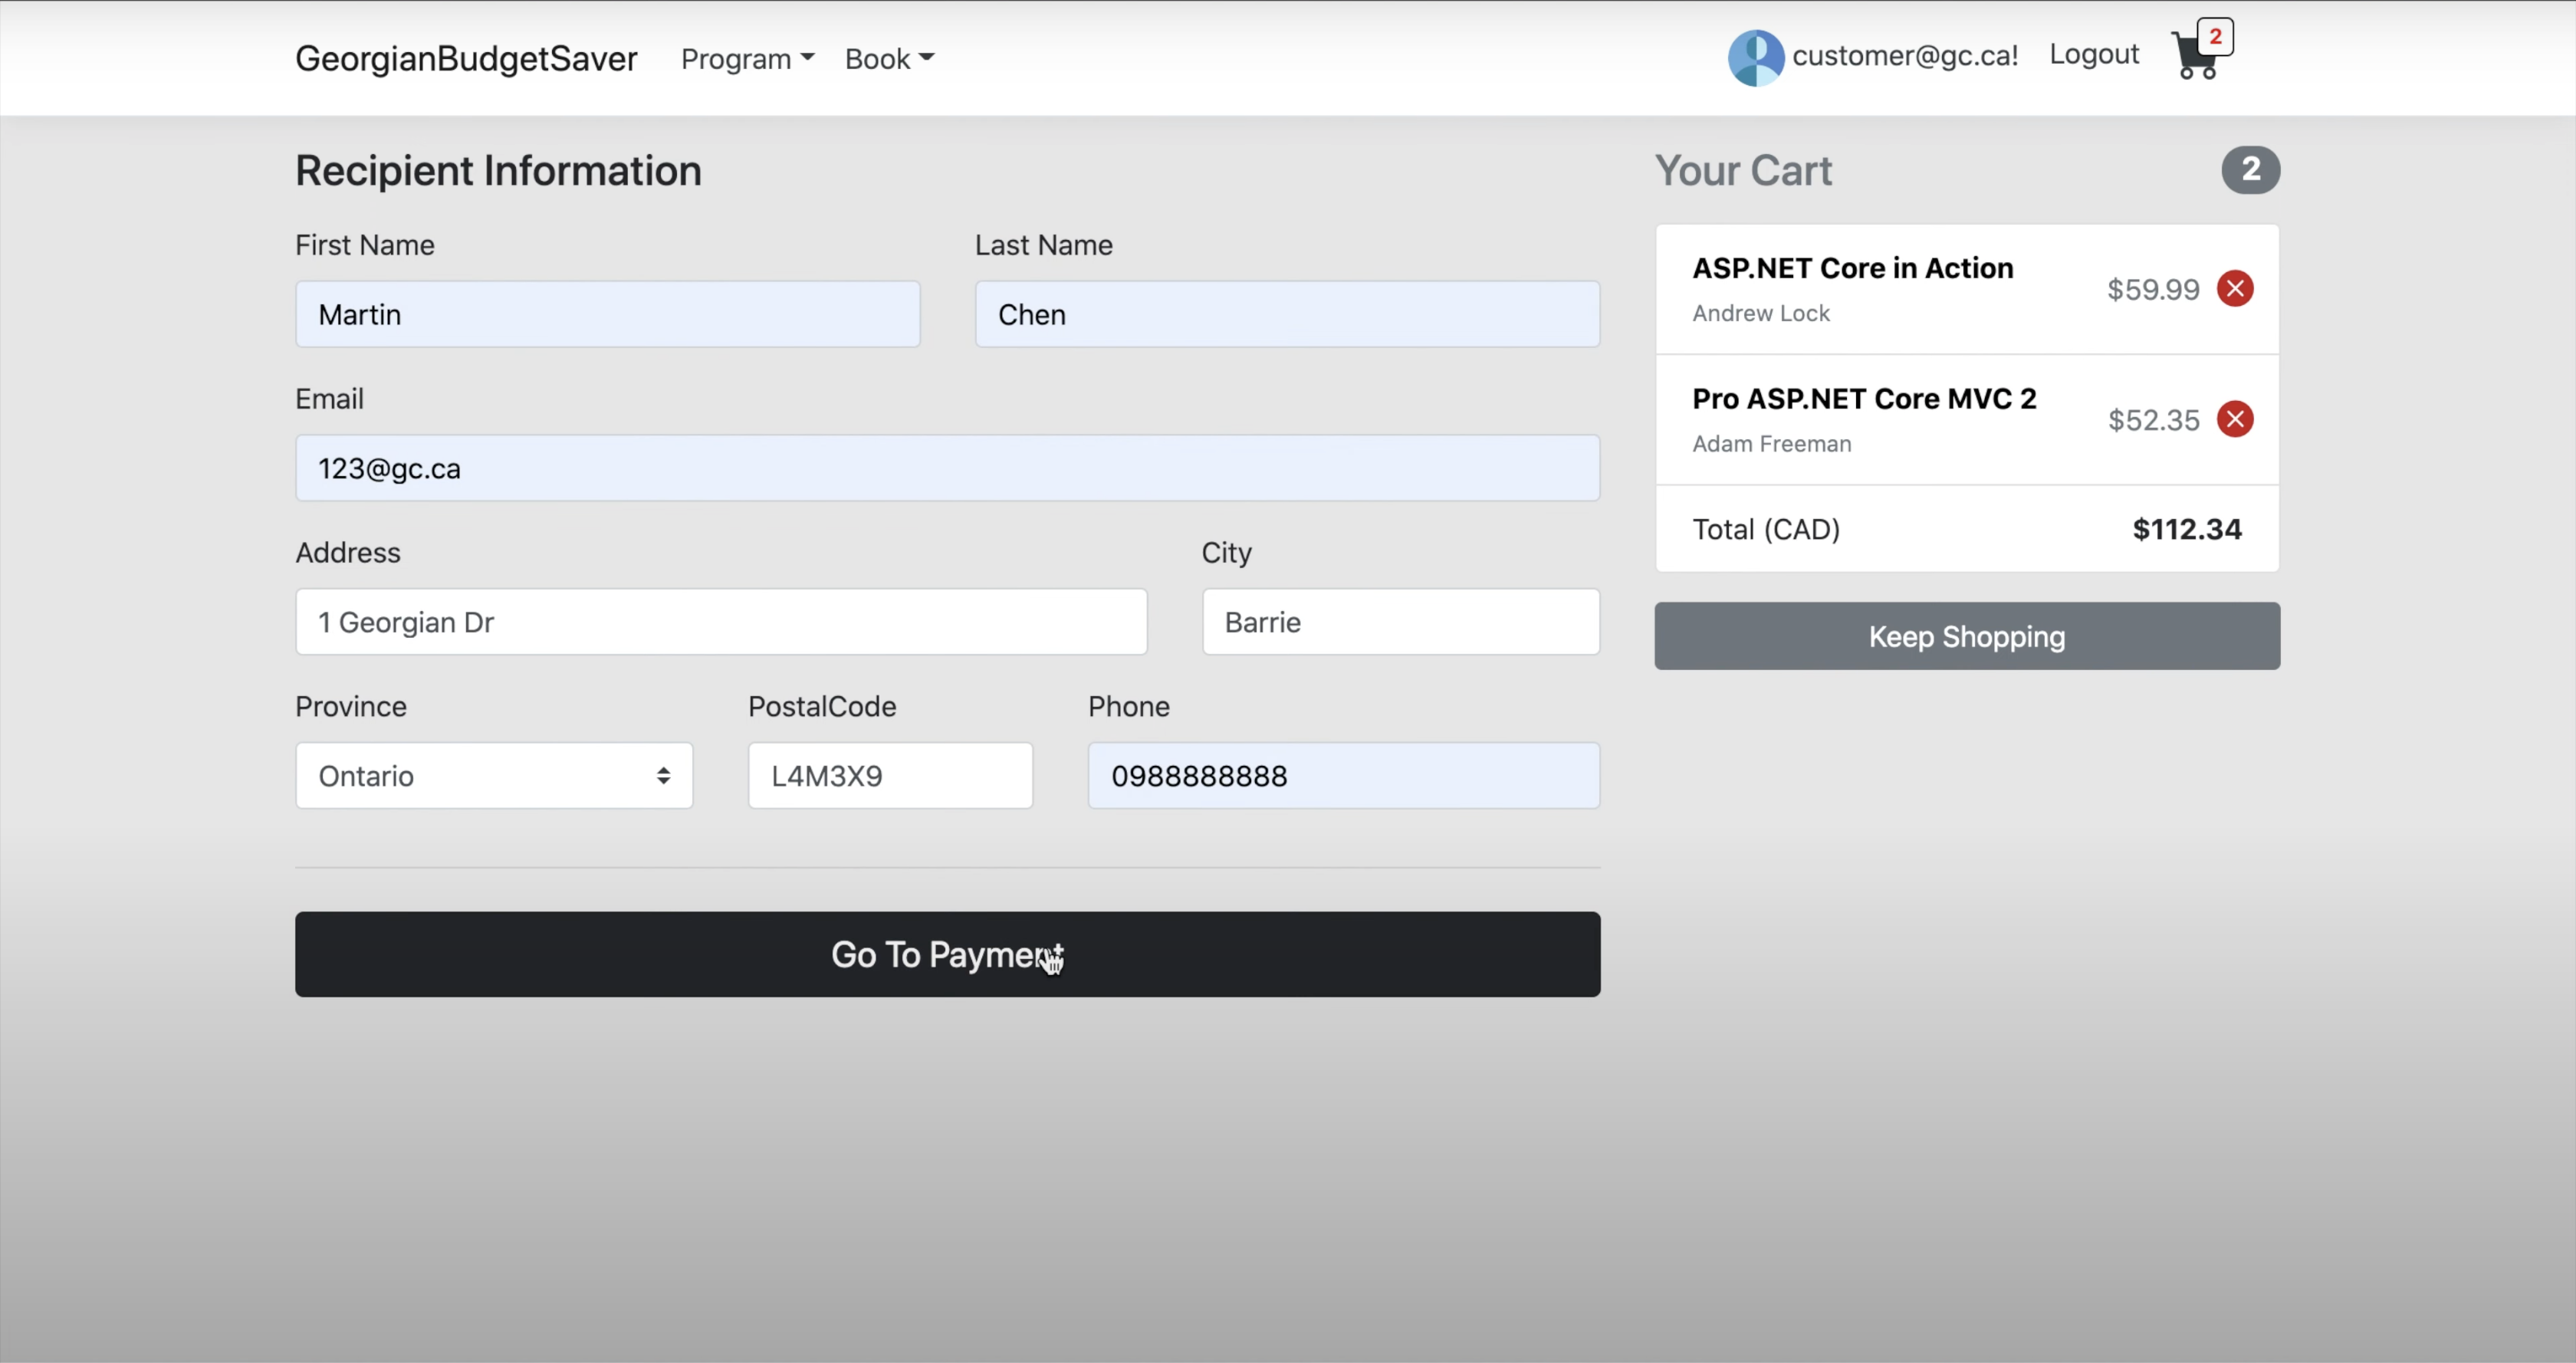 GeorgianBudgetSaver Program Book customer@gc.ca! Logout 2
Recipient Information
First Name Last Name
Martin Chen
Email
123@gc.ca
Address City
1 Georgian Dr Barrie
Province PostalCode Phone
Ontario L4M3X9 0988888888
Go To Payment
Your Cart 2
ASP.NET Core in Action
Andrew Lock
$59.99
Pro ASP.NET Core MVC 2
Adam Freeman
$52.35
Total (CAD) $112.34
Keep Shopping